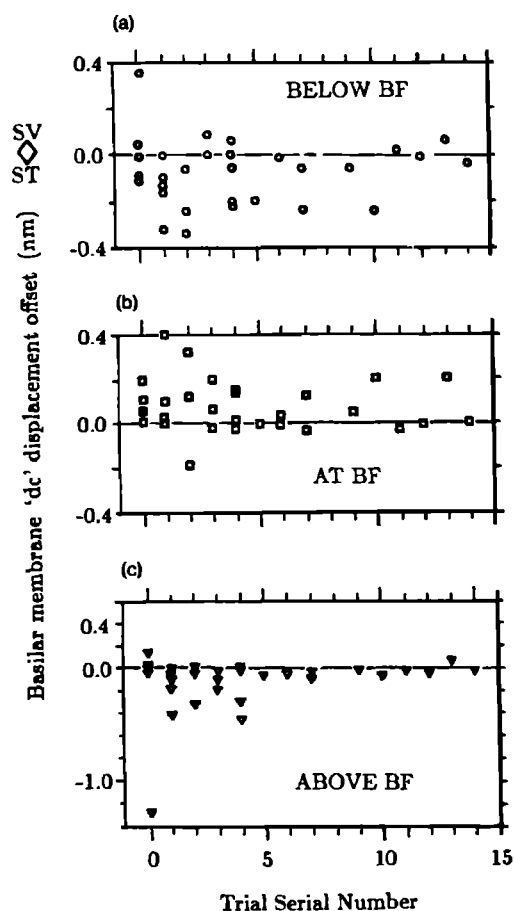 (a)
0.4
BELOW BF
SV
0.0
ST
-0.4
Basilar membrane 'dc' displacement offset (nm)
(b)
0.4
0.0
AT BF
-0.4
(c)
0.4
0.0
-1.0
ABOVE BF
0 5 10 15
Trial Serial Number